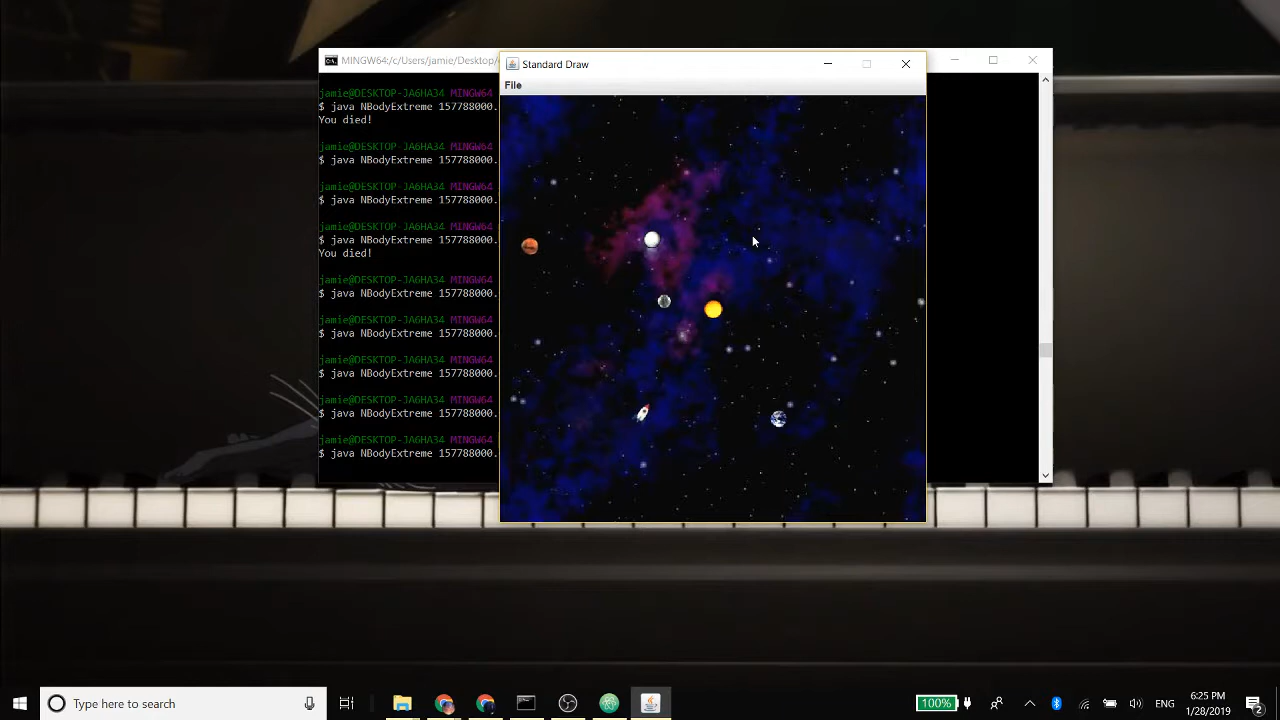 MINGW64:/c/Users/jamie/Desktop/
Standard Draw
File
jamie@DESKTOP-JA6HA34 MINGW64
$ java NBodyExtreme 157788000.
You died!
jamie@DESKTOP-JA6HA34 MINGW64
$ java NBodyExtreme 157788000.
jamie@DESKTOP-JA6HA34 MINGW64
$ java NBodyExtreme 157788000.
jamie@DESKTOP-JA6HA34 MINGW64
$ java NBodyExtreme 157788000.
You died!
jamie@DESKTOP-JA6HA34 MINGW64
$ java NBodyExtreme 157788000.
jamie@DESKTOP-JA6HA34 MINGW64
$ java NBodyExtreme 157788000.
jamie@DESKTOP-JA6HA34 MINGW64
$ java NBodyExtreme 157788000.
jamie@DESKTOP-JA6HA34 MINGW64
$ java NBodyExtreme 157788000.
jamie@DESKTOP-JA6HA34 MINGW64
$ java NBodyExtreme 157788000.
Type here to search
100%
ENG
6:25 PM
1/28/2019
2